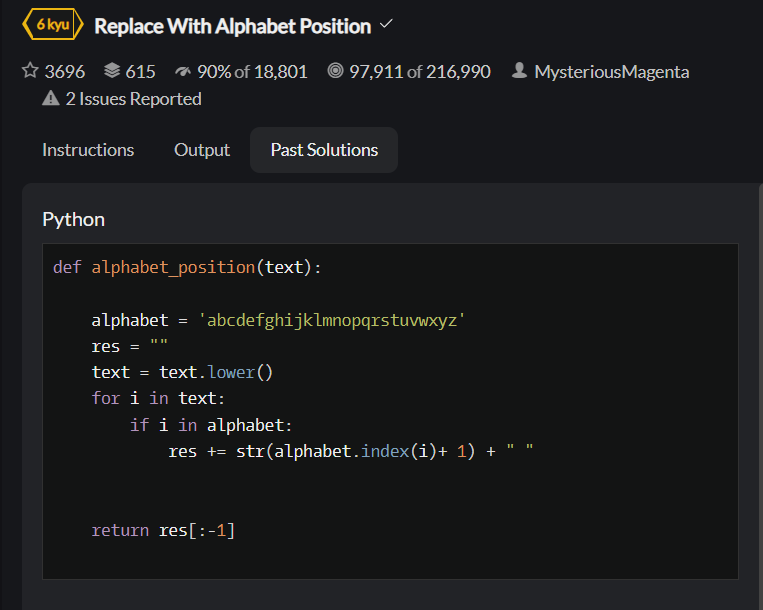 6 kyu Replace With Alphabet Position
3696 615 90% of 18,801 97,911 of 216,990 MysteriousMagenta
2 Issues Reported
Instructions Output Past Solutions
Python
def alphabet_position(text):
    alphabet = 'abcdefghijklmnopqrstuvwxyz'
    res = ""
    text = text.lower()
    for i in text:
        if i in alphabet:
            res += str(alphabet.index(i)+ 1) + " "
    return res[:-1]